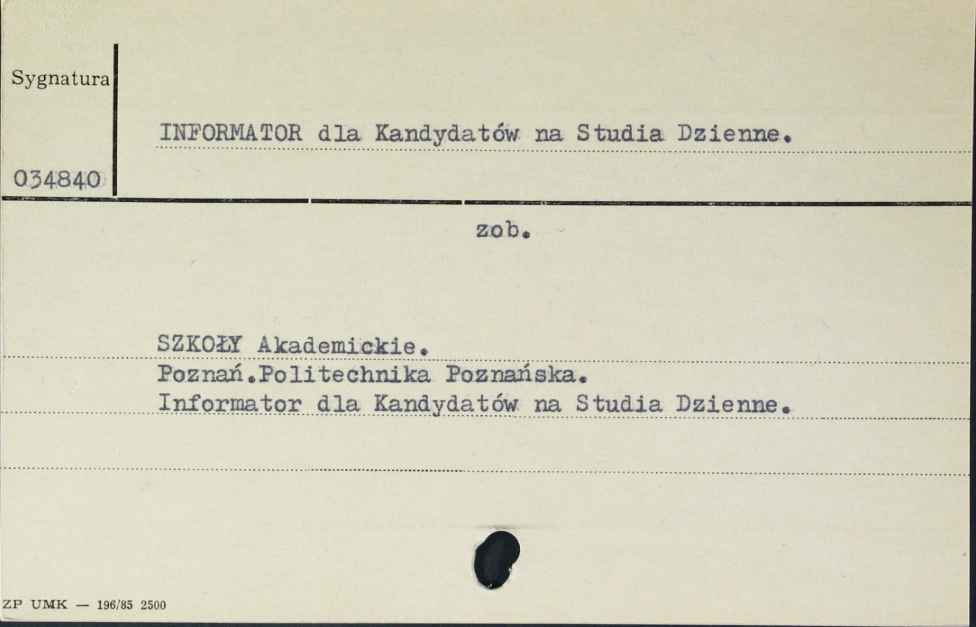 Sygnatura
INFORMATOR dla Kandydatów na Studia Dzienne.
034840
zob.
SZKOŁY Akademickie.
Poznań.Politechnika Poznańska.
Informator dla Kandydatów na Studia Dzienne.
ZP UMK — 196/85 2500